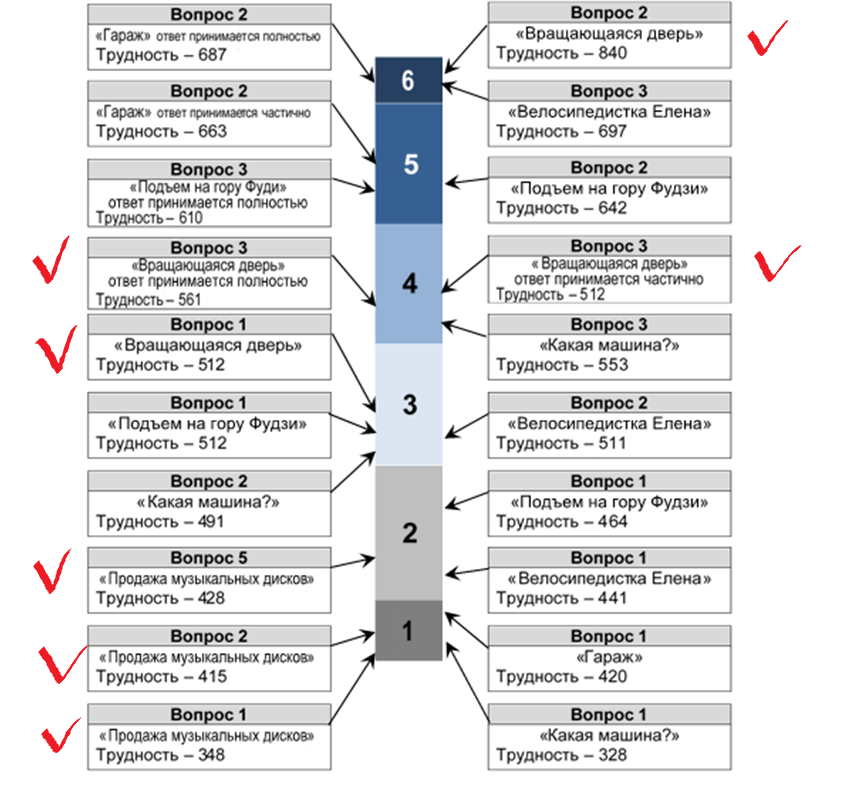 Вопрос 2
«Гараж» ответ принимается полностью
Трудность – 687
Вопрос 2
«Гараж» ответ принимается частично
Трудность – 663
Вопрос 3
«Подъем на гору Фуди»
ответ принимается полностью
Трудность – 610
Вопрос 3
«Вращающаяся дверь»
ответ принимается полностью
Трудность – 561
Вопрос 1
«Вращающаяся дверь»
Трудность – 512
Вопрос 1
«Подъем на гору Фудзи»
Трудность – 512
Вопрос 2
«Какая машина?»
Трудность – 491
Вопрос 5
«Продажа музыкальных дисков»
Трудность – 428
Вопрос 2
«Продажа музыкальных дисков»
Трудность – 415
Вопрос 1
«Продажа музыкальных дисков»
Трудность – 348
6
5
4
3
2
1
Вопрос 2
«Вращающаяся дверь»
Трудность – 840
Вопрос 3
«Велосипедистка Елена»
Трудность – 697
Вопрос 2
«Подъем на гору Фудзи»
Трудность – 642
Вопрос 3
« Вращающаяся дверь»
ответ принимается частично
Трудность – 512
Вопрос 3
«Какая машина?»
Трудность – 553
Вопрос 2
«Велосипедистка Елена»
Трудность – 511
Вопрос 1
«Подъем на гору Фудзи»
Трудность – 464
Вопрос 1
«Велосипедистка Елена»
Трудность – 441
Вопрос 1
«Гараж»
Трудность – 420
Вопрос 1
«Какая машина?»
Трудность – 328